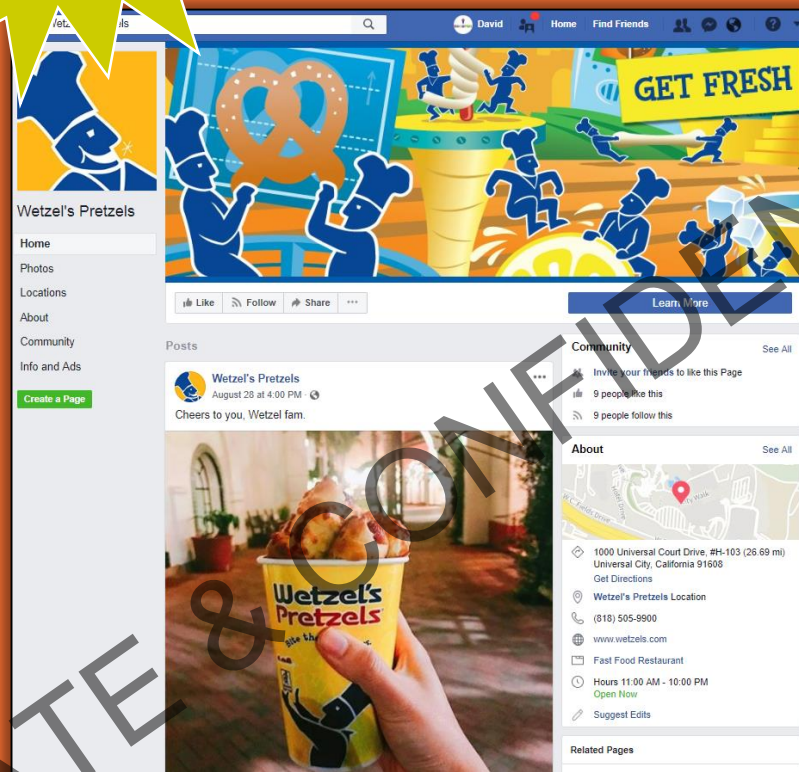 David
Home
Find Friends
GET FRESH
Wetzel's Pretzels
Home
Photos
Locations
About
Community
Info and Ads
Create a Page
Like
Follow
Share
Learn More
Posts
Wetzel's Pretzels
August 28 at 4:00 PM
Cheers to you, Wetzel fam.
Wetzel's
Pretzels
Bite the
Community
See All
Invite your friends to like this Page
9 people like this
9 people follow this
About
See All
1000 Universal Court Drive, #H-103 (26.69 mi)
Universal City, California 91608
Get Directions
Wetzel's Pretzels Location
(818) 505-9900
www.wetzels.com
Fast Food Restaurant
Hours 11:00 AM - 10:00 PM
Open Now
Suggest Edits
Related Pages
TE & CONFIDEN